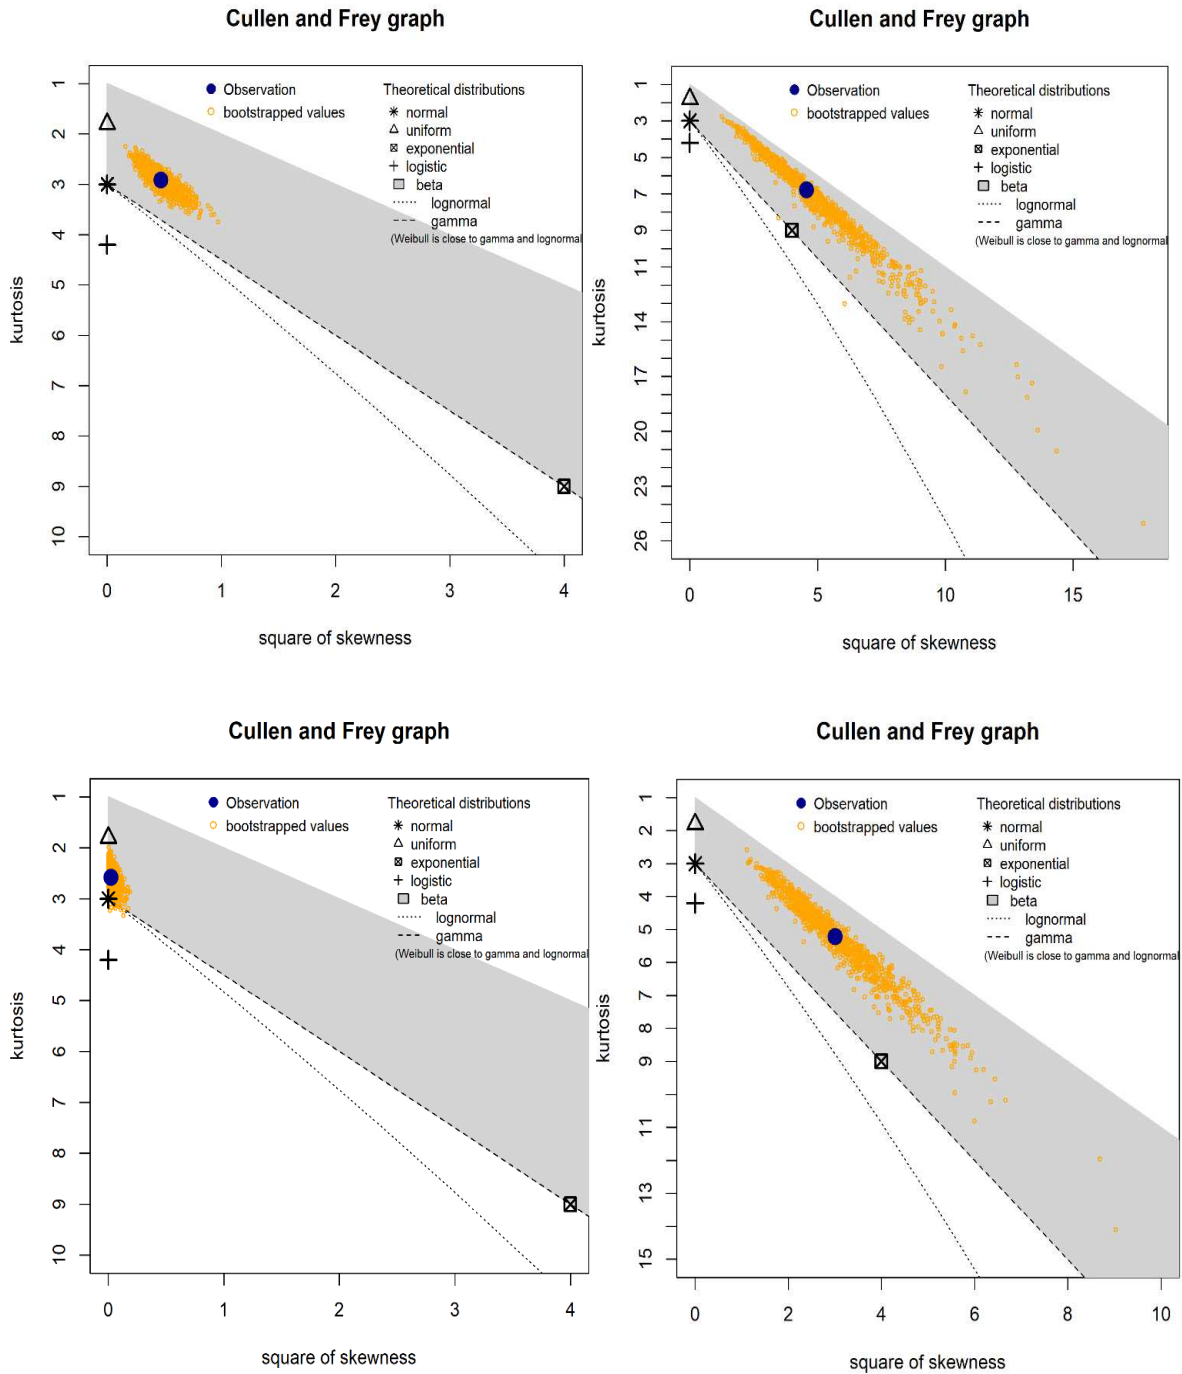 Cullen and Frey graph
Observation
bootstrapped values
Theoretical distributions
normal
uniform
exponential
logistic
beta
lognormal
gamma
(Weibull is close to gamma and lognormal
kurtosis
1
2
3
4
5
6
7
8
9
10
0
1
2
3
4
square of skewness
Cullen and Frey graph
Observation
bootstrapped values
Theoretical distributions
normal
uniform
exponential
logistic
beta
lognormal
gamma
(Weibull is close to gamma and lognormal
kurtosis
1
3
5
7
9
11
14
17
20
23
26
0
5
10
15
square of skewness
Cullen and Frey graph
Observation
bootstrapped values
Theoretical distributions
normal
uniform
exponential
logistic
beta
lognormal
gamma
(Weibull is close to gamma and lognormal
kurtosis
1
2
3
4
5
6
7
8
9
10
0
1
2
3
4
square of skewness
Cullen and Frey graph
Observation
bootstrapped values
Theoretical distributions
normal
uniform
exponential
logistic
beta
lognormal
gamma
(Weibull is close to gamma and lognormal
kurtosis
1
2
3
4
5
6
7
8
9
11
13
15
0
2
4
6
8
10
square of skewness